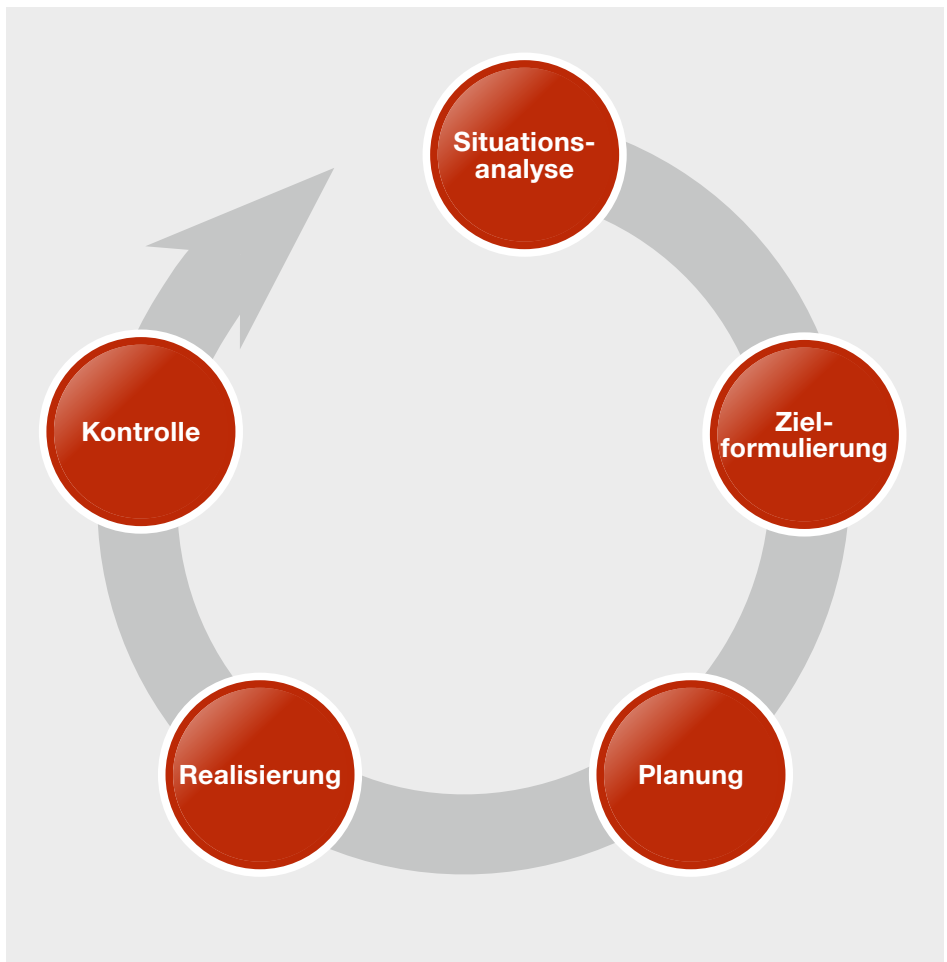 Situations-
analyse
Ziel-
formulierung
Planung
Realisierung
Kontrolle